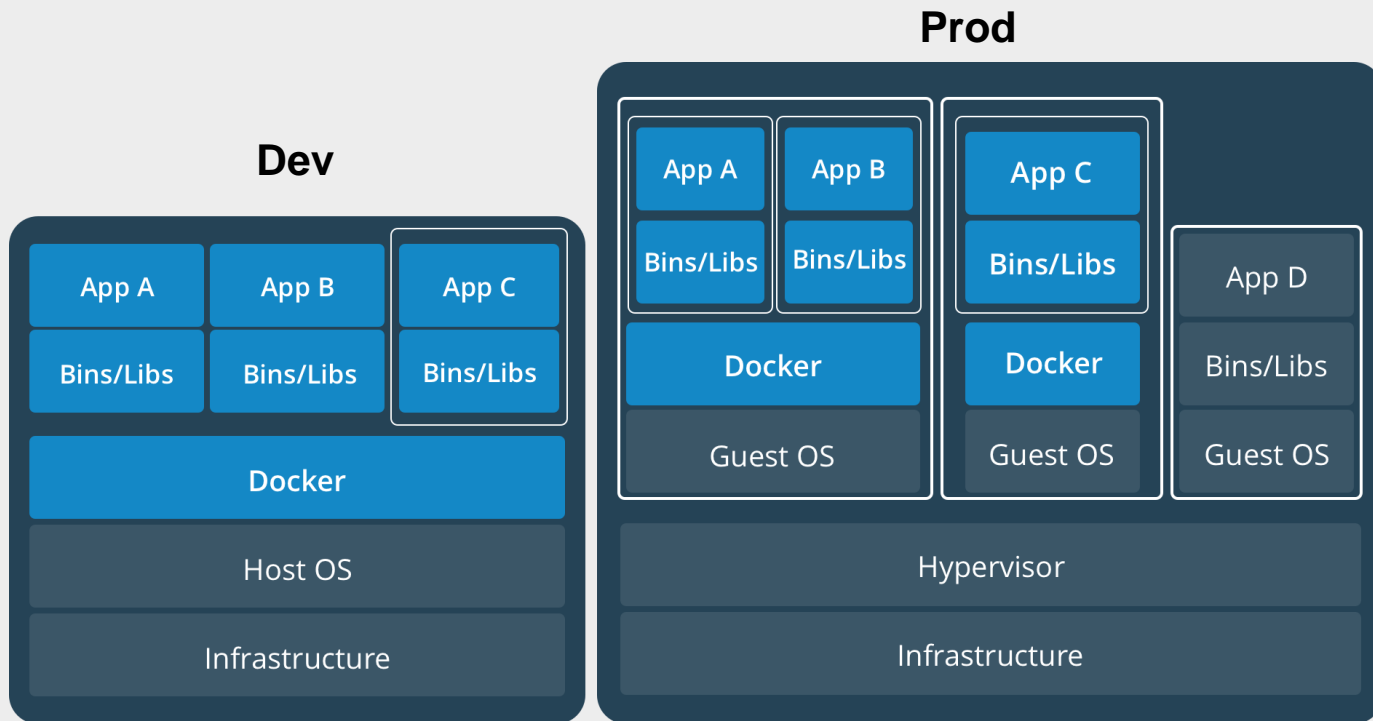 Prod
Dev
App A
App B
App C
Bins/Libs
Bins/Libs
Bins/Libs
Docker
Host OS
Infrastructure
App A
App B
Bins/Libs
Bins/Libs
Docker
Guest OS
App C
Bins/Libs
Docker
Guest OS
App D
Bins/Libs
Guest OS
Hypervisor
Infrastructure